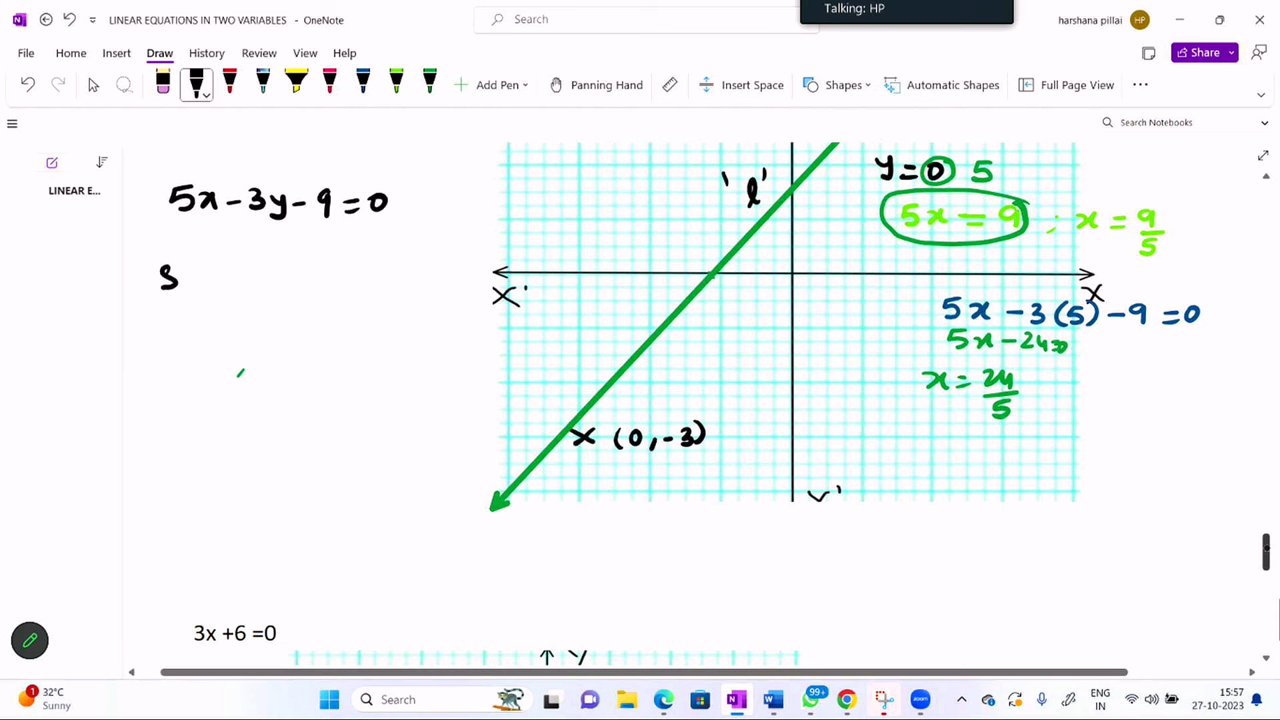 Talking: HP
LINEAR EQUATIONS IN TWO VARIABLES - OneNote
Search
harshana pillai
HP
File Home Insert Draw History Review View Help
Share
Add Pen
Panning Hand
Insert Space
Shapes
Automatic Shapes
Full Page View
Search Notebooks
LINEAR E...
5x - 3y - 9 = 0
S
'l'
y = 0 5
5x = 9 ; x = 9/5
X'
X
5x - 3(5) - 9 = 0
5x - 24=0
x = 24/5
X (0, -3)
Y'
3x +6 =0
Y
1
32°C
Sunny
Search
99+
ENG
IN
15:57
27-10-2023